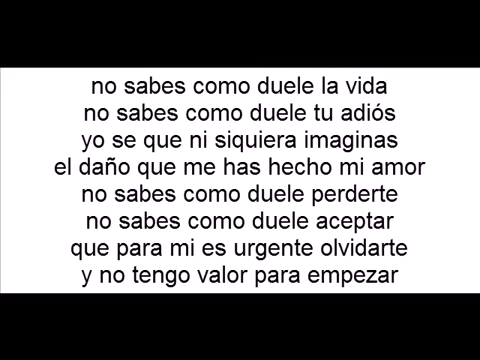 no sabes como duele la vida
no sabes como duele tu adiós
yo se que ni siquiera imaginas
el daño que me has hecho mi amor
no sabes como duele perderte
no sabes como duele aceptar
que para mi es urgente olvidarte
y no tengo valor para empezar